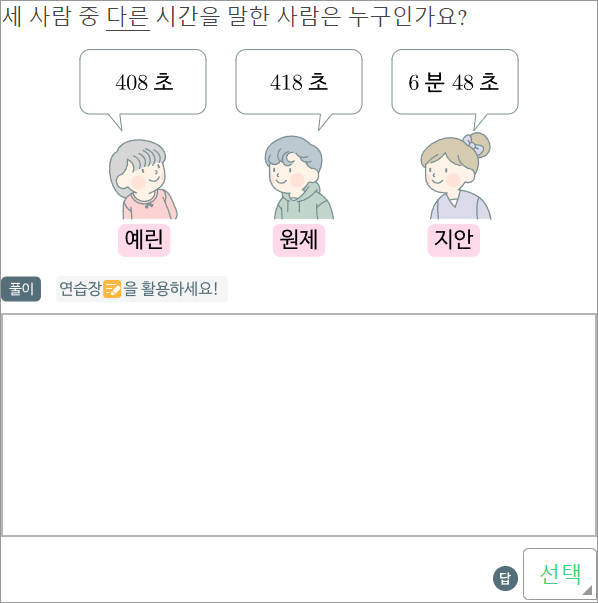 세 사람 중 다른 시간을 말한 사람은 누구인가요?
408 초
418 초
6 분 48 초
예린
원제
지안
풀이
연습장을 활용하세요!
답
선택